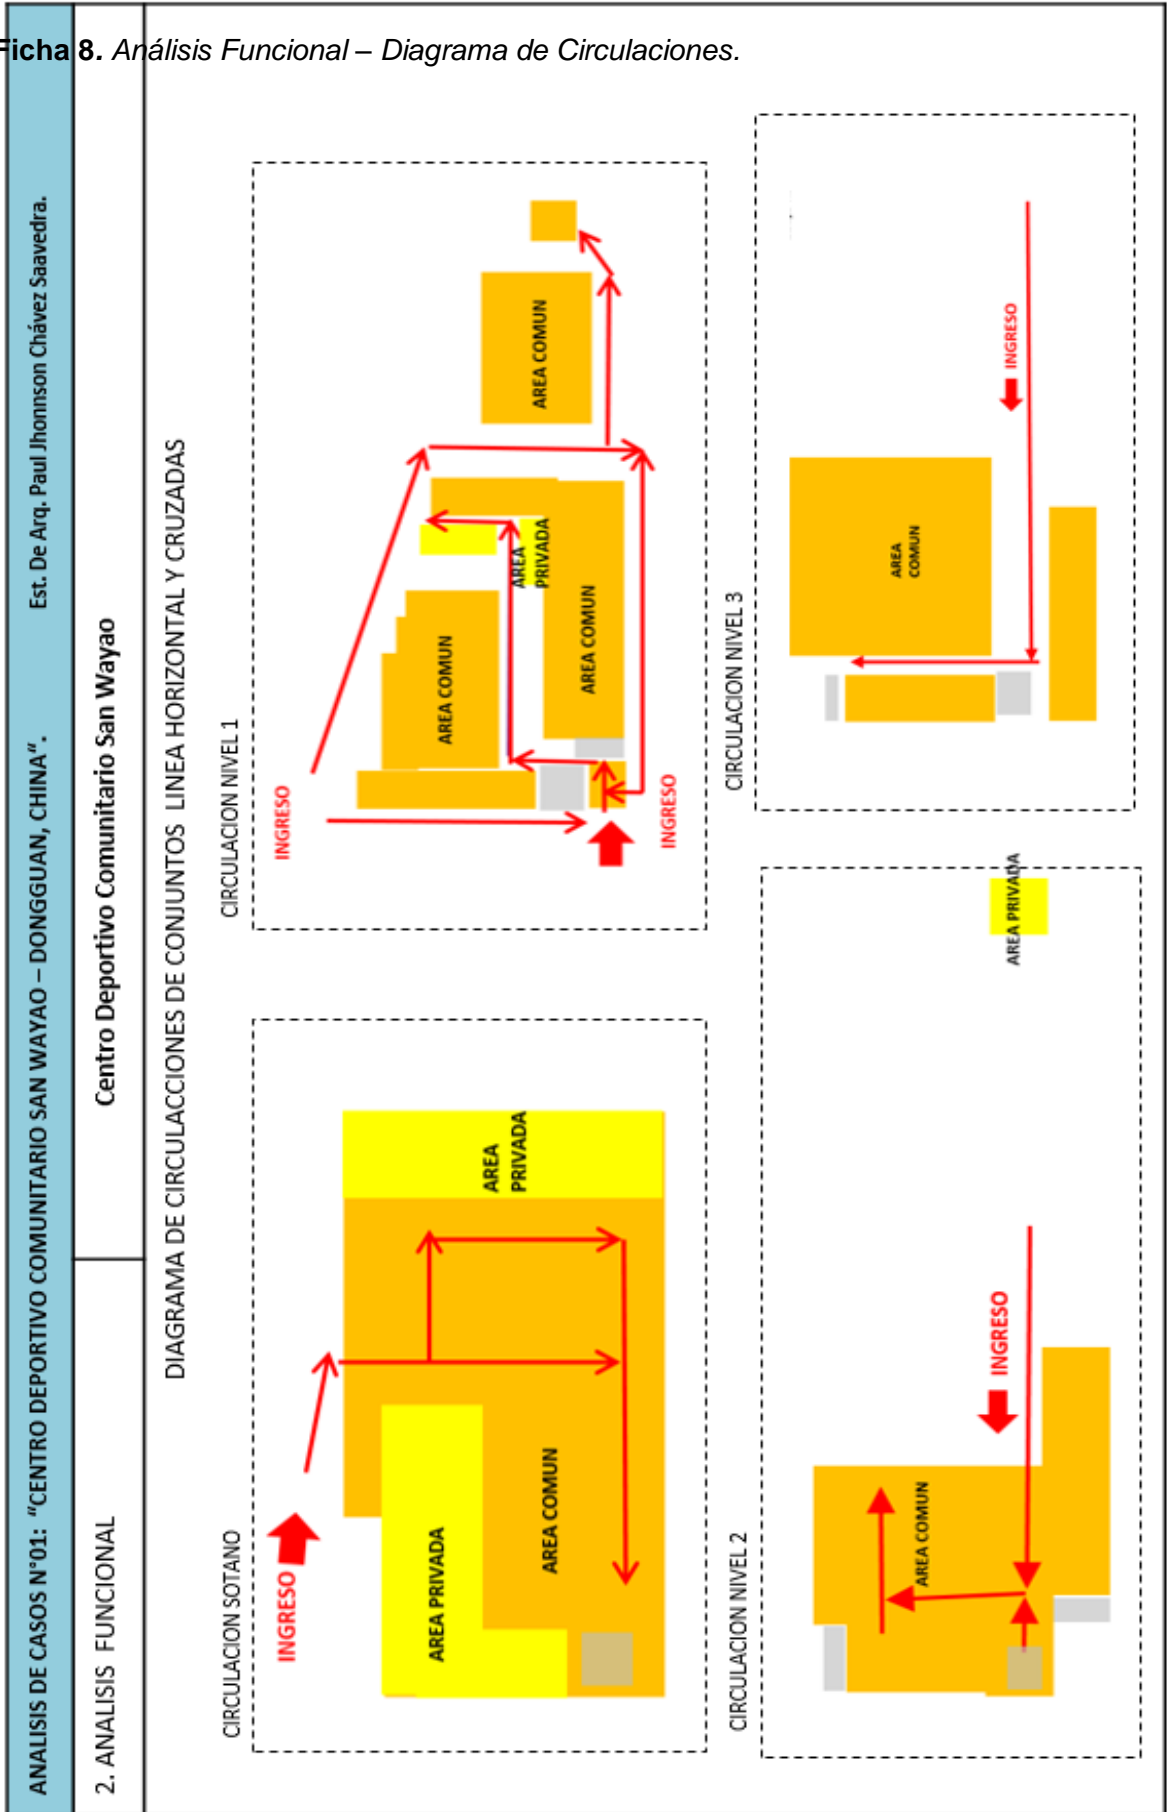 Ficha 8. Análisis Funcional – Diagrama de Circulaciones.
ANALISIS DE CASOS N°01: "CENTRO DEPORTIVO COMUNITARIO SAN WAYAO – DONGGUAN, CHINA". Est. De Arq. Paul Jhonnson Chávez Saavedra.
2. ANALISIS FUNCIONAL
Centro Deportivo Comunitario San Wayao
DIAGRAMA DE CIRCULACCIONES DE CONJUNTOS LINEA HORIZONTAL Y CRUZADAS
CIRCULACION SOTANO
INGRESO
AREA PRIVADA
AREA COMUN
AREA
PRIVADA
CIRCULACION NIVEL 1
INGRESO
AREA COMUN
AREA
PRIVADA
AREA COMUN
AREA COMUN
INGRESO
CIRCULACION NIVEL 2
AREA COMUN
INGRESO
AREA PRIVADA
CIRCULACION NIVEL 3
AREA
COMUN
INGRESO